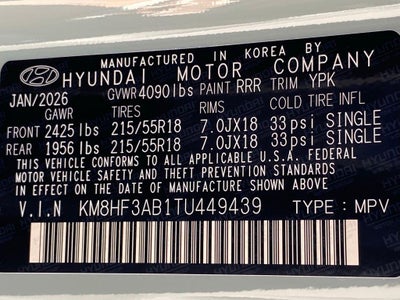 MANUFACTURED IN KOREA BY
HYUNDAI MOTOR COMPANY
JAN/2026 GVWR 4090 lbs PAINT RRR TRIM YPK
GAWR TIRES RIMS COLD TIRE INFL
FRONT 2425 lbs 215/55R18 7.0JX18 33psi SINGLE
REAR 1956 lbs 215/55R18 7.0JX18 33psi SINGLE
THIS VEHICLE CONFORMS TO ALL APPLICABLE U.S.A. FEDERAL
MOTOR VEHICLE SAFETY AND THEFT PREVENTION STANDARDS
IN EFFECT ON THE DATE OF MANUFACTURE SHOWN ABOVE
V.I.N KM8HF3AB1TU449439 TYPE: MPV